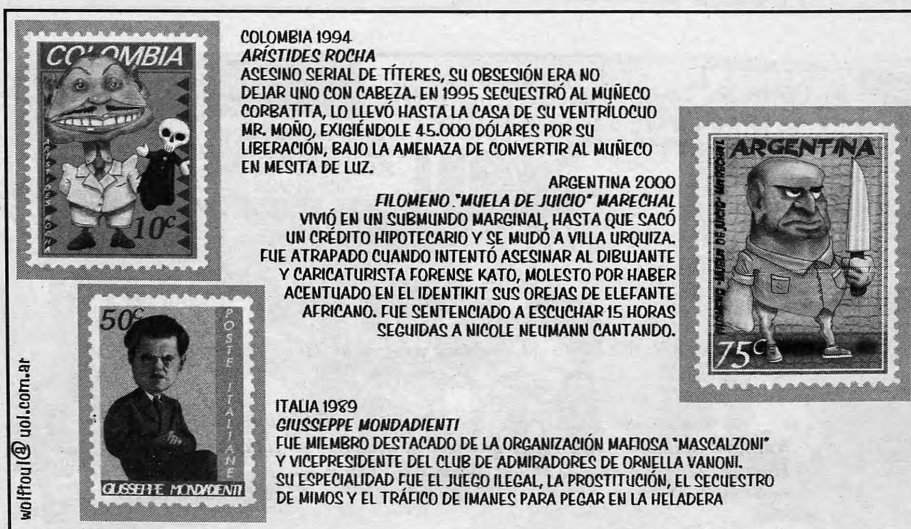 COLOMBIA
ARÍSTIDES ROCHA
10c
COLOMBIA 1994
ARÍSTIDES ROCHA
ASESINO SERIAL DE TÍTERES, SU OBSESIÓN ERA NO
DEJAR UNO CON CABEZA. EN 1995 SECUESTRÓ AL MUÑECO
CORBATITA, LO LLEVÓ HASTA LA CASA DE SU VENTRÍLOCUO
MR. MOÑO, EXIGIÉNDOLE 45.000 DÓLARES POR SU
LIBERACIÓN, BAJO LA AMENAZA DE CONVERTIR AL MUÑECO
EN MESITA DE LUZ.
ARGENTINA 2000
FILOMENO "MUELA DE JUICIO" MARECHAL
VIVIÓ EN UN SUBMUNDO MARGINAL, HASTA QUE SACÓ
UN CRÉDITO HIPOTECARIO Y SE MUDÓ A VILLA URQUIZA.
FUE ATRAPADO CUANDO INTENTÓ ASESINAR AL DIBUJANTE
Y CARICATURISTA FORENSE KATO, MOLESTO POR HABER
ACENTUADO EN EL IDENTIKIT SUS OREJAS DE ELEFANTE
AFRICANO. FUE SENTENCIADO A ESCUCHAR 15 HORAS
SEGUIDAS A NICOLE NEUMANN CANTANDO.
ARGENTINA
FILOMENO "MUELA DE JUICIO" MARECHAL
75c
50c
POSTE ITALIANE
GIUSSEPPE MONDADIENTI
ITALIA 1989
GIUSSEPPE MONDADIENTI
FUE MIEMBRO DESTACADO DE LA ORGANIZACIÓN MAFIOSA "MASCALZONI"
Y VICEPRESIDENTE DEL CLUB DE ADMIRADORES DE ORNELLA VANONI.
SU ESPECIALIDAD FUE EL JUEGO ILEGAL, LA PROSTITUCIÓN, EL SECUESTRO
DE MIMOS Y EL TRÁFICO DE IMANES PARA PEGAR EN LA HELADERA
wolftoul@uol.com.ar